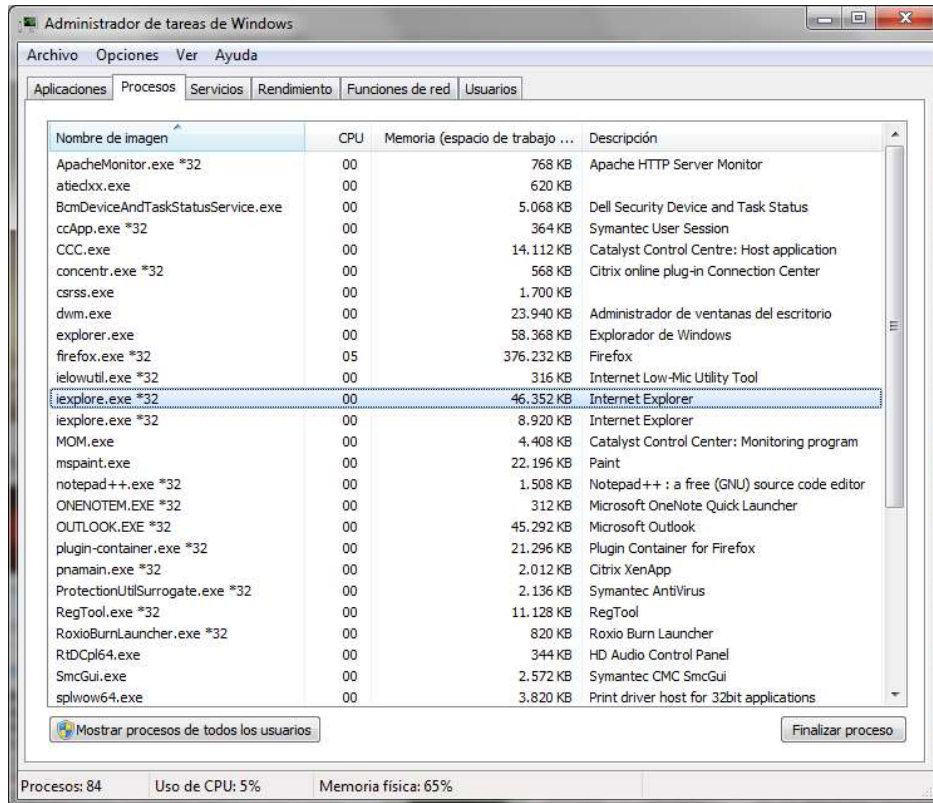 Administrador de tareas de Windows
Archivo Opciones Ver Ayuda
Aplicaciones Procesos Servicios Rendimiento Funciones de red Usuarios
Nombre de imagen CPU Memoria (espacio de trabajo ... Descripción
ApacheMonitor.exe *32 00 768 KB Apache HTTP Server Monitor
atiedxx.exe 00 620 KB
BcmDeviceAndTaskStatusService.exe 00 5.068 KB Dell Security Device and Task Status
ccApp.exe *32 00 364 KB Symantec User Session
CCC.exe 00 14.112 KB Catalyst Control Centre: Host application
concentr.exe *32 00 568 KB Citrix online plug-in Connection Center
csrss.exe 00 1.700 KB
dwm.exe 00 23.940 KB Administrador de ventanas del escritorio
explorer.exe 00 58.368 KB Explorador de Windows
firefox.exe *32 05 376.232 KB Firefox
ielowutil.exe *32 00 316 KB Internet Low-Mic Utility Tool
iexplore.exe *32 00 46.352 KB Internet Explorer
iexplore.exe *32 00 8.920 KB Internet Explorer
MOM.exe 00 4.408 KB Catalyst Control Center: Monitoring program
mspaint.exe 00 22.196 KB Paint
notepad++.exe *32 00 1.508 KB Notepad++ : a free (GNU) source code editor
ONENOTEM.EXE *32 00 312 KB Microsoft OneNote Quick Launcher
OUTLOOK.EXE *32 00 45.292 KB Microsoft Outlook
plugin-container.exe *32 00 21.296 KB Plugin Container for Firefox
pnamain.exe *32 00 2.012 KB Citrix XenApp
ProtectionUtilSurrogate.exe *32 00 2.136 KB Symantec AntiVirus
RegTool.exe *32 00 11.128 KB RegTool
RoxioBurnLauncher.exe *32 00 820 KB Roxio Burn Launcher
RtDCpl64.exe 00 344 KB HD Audio Control Panel
SmcGui.exe 00 2.572 KB Symantec CMC SmcGui
splwow64.exe 00 3.820 KB Print driver host for 32bit applications
Mostrar procesos de todos los usuarios Finalizar proceso
Procesos: 84 Uso de CPU: 5% Memoria física: 65%